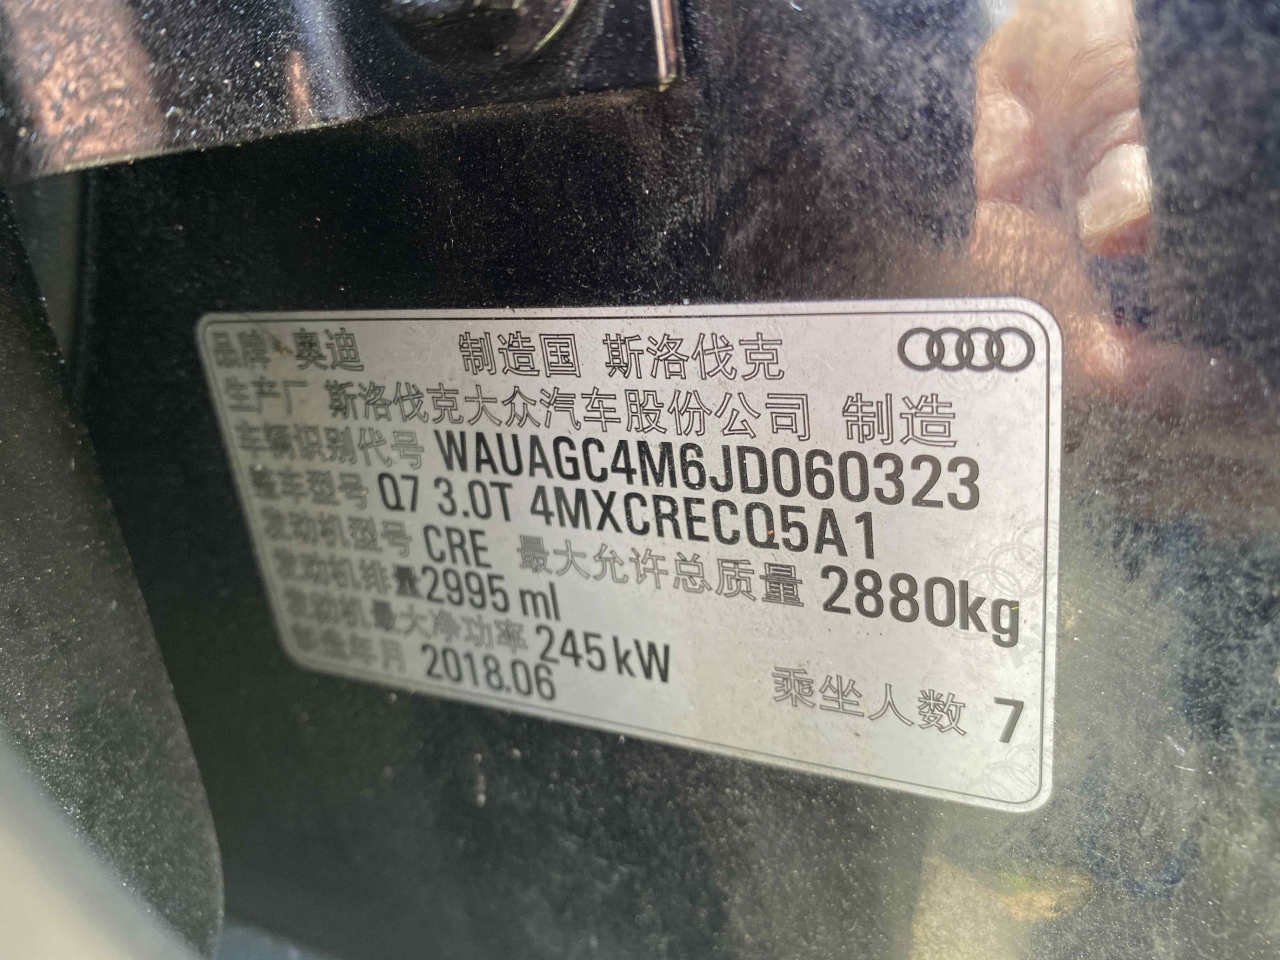 品牌 奥迪 制造国 斯洛伐克
生产厂 斯洛伐克大众汽车股份公司 制造
车辆识别代号 WAUAGC4M6JD060323
整车型号 Q7 3.0T 4MXCRECQ5A1
发动机型号 CRE 最大允许总质量 2880kg
发动机排量 2995 ml
发动机最大净功率 245 kW
制造年月 2018.06 乘坐人数 7